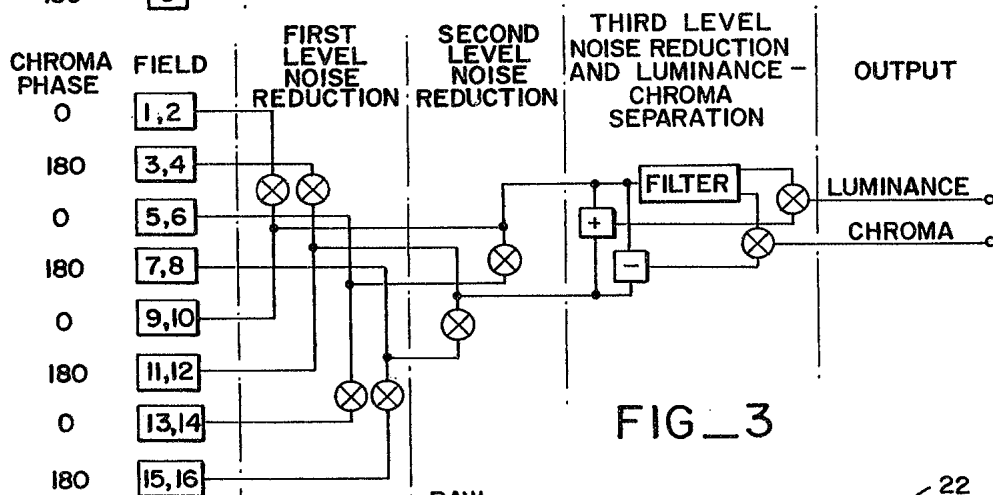 180
CHROMA PHASE
FIELD
FIRST LEVEL NOISE REDUCTION
SECOND LEVEL NOISE REDUCTION
THIRD LEVEL NOISE REDUCTION AND LUMINANCE - CHROMA SEPARATION
OUTPUT
0 1,2
180 3,4
0 5,6
180 7,8
0 9,10
180 11,12
0 13,14
180 15,16
FILTER
+
−
LUMINANCE
CHROMA
FIG_3
22